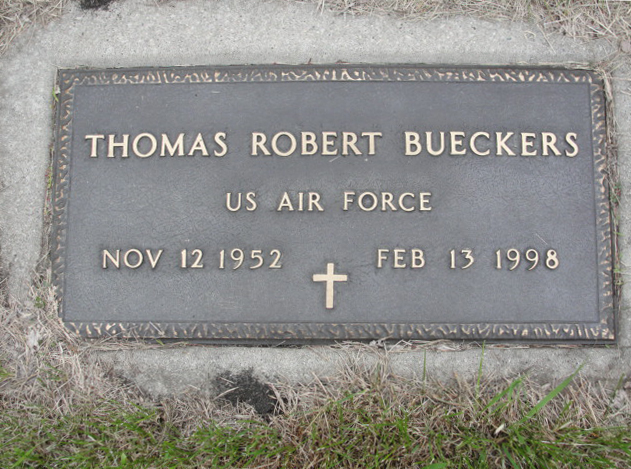 THOMAS ROBERT BUECKERS
US AIR FORCE
NOV 12 1952 FEB 13 1998